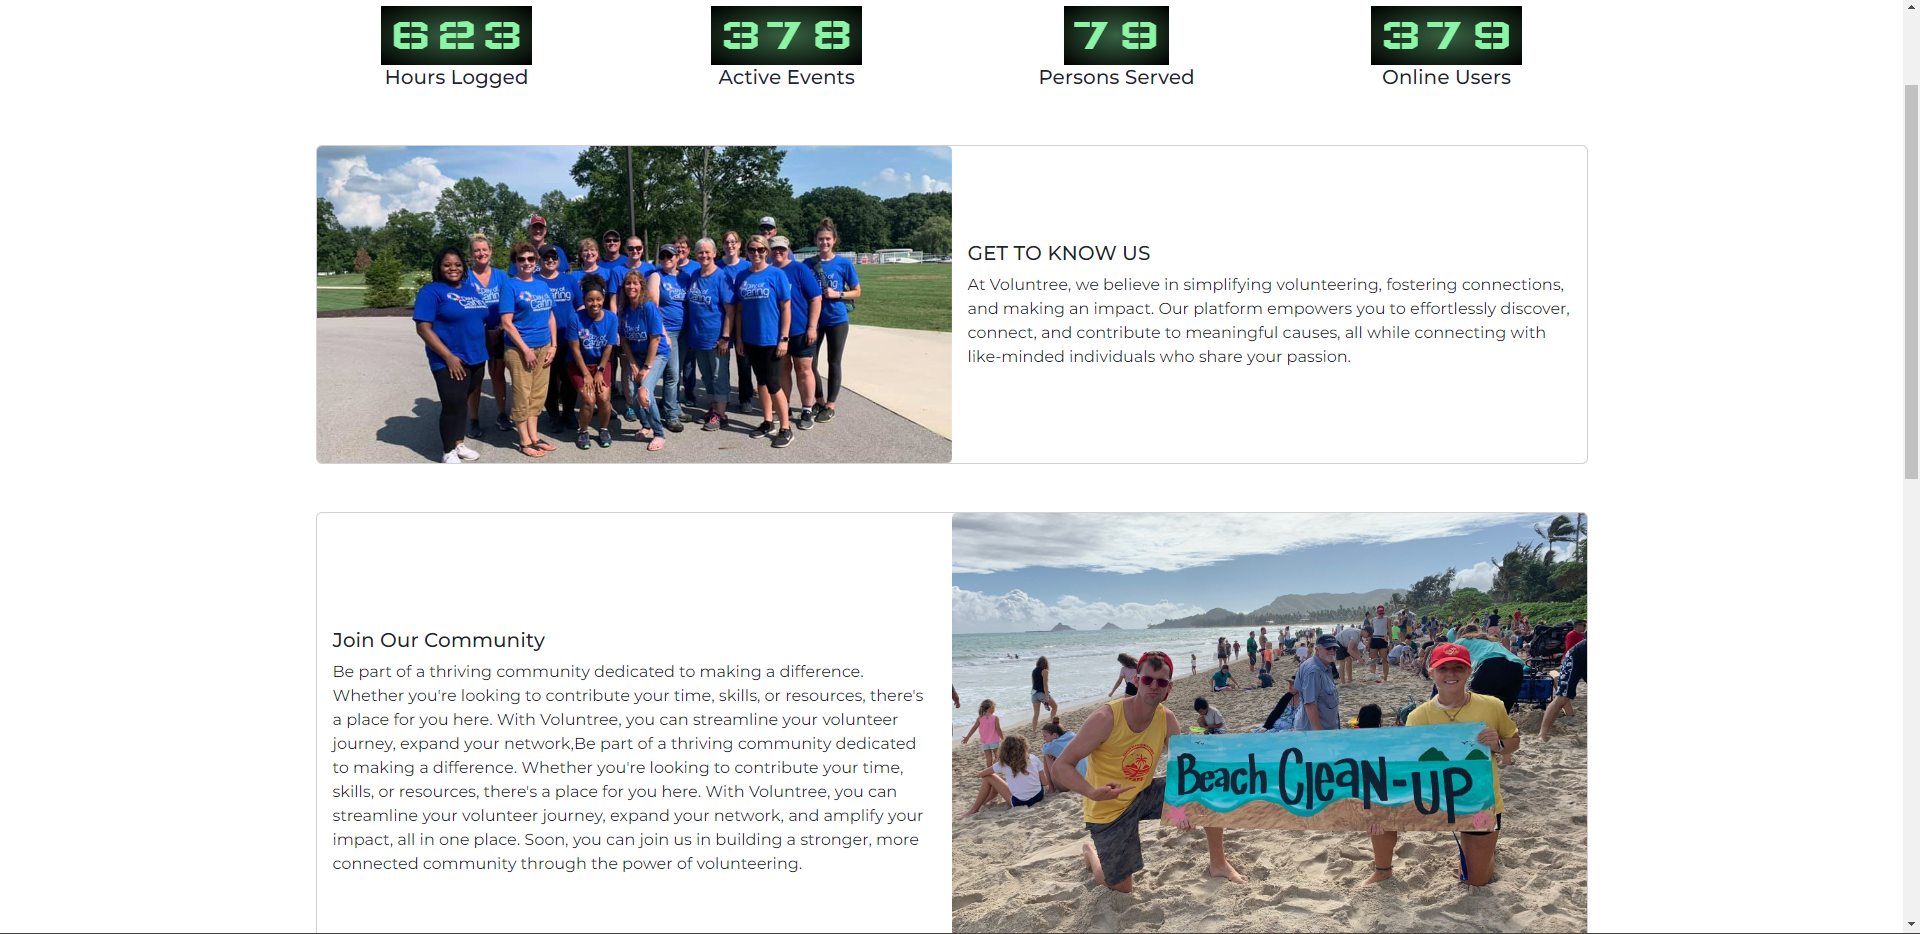 623
378
79
379
Hours Logged
Active Events
Persons Served
Online Users
GET TO KNOW US
At Voluntree, we believe in simplifying volunteering, fostering connections,
and making an impact. Our platform empowers you to effortlessly discover,
connect, and contribute to meaningful causes, all while connecting with
like-minded individuals who share your passion.
Join Our Community
Be part of a thriving community dedicated to making a difference.
Whether you're looking to contribute your time, skills, or resources, there's
a place for you here. With Voluntree, you can streamline your volunteer
journey, expand your network,Be part of a thriving community dedicated
to making a difference. Whether you're looking to contribute your time,
skills, or resources, there's a place for you here. With Voluntree, you can
streamline your volunteer journey, expand your network, and amplify your
impact, all in one place. Soon, you can join us in building a stronger, more
connected community through the power of volunteering.
Beach CleaN-UP